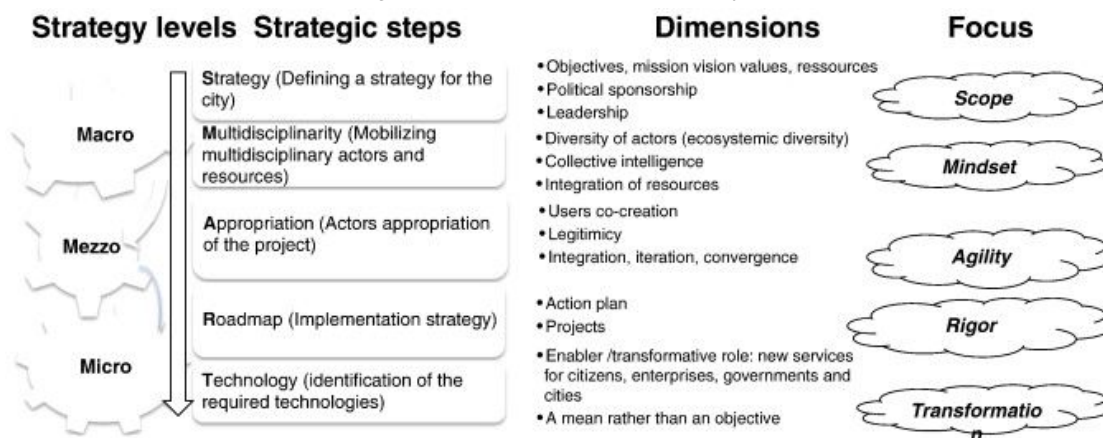 Strategy levels Strategic steps Dimensions Focus
Macro
Mezzo
Micro
Strategy (Defining a strategy for the
city)
Multidisciplinarity (Mobilizing
multidisciplinary actors and
resources)
Appropriation (Actors appropriation
of the project)
Roadmap (Implementation strategy)
Technology (identification of the
required technologies)
• Objectives, mission vision values, ressources
• Political sponsorship
• Leadership
• Diversity of actors (ecosystemic diversity)
• Collective intelligence
• Integration of resources
• Users co-creation
• Legitimicy
• Integration, iteration, convergence
• Action plan
• Projects
• Enabler /transformative role: new services
for citizens, enterprises, governments and
cities
• A mean rather than an objective
Scope
Mindset
Agility
Rigor
Transformatio
n